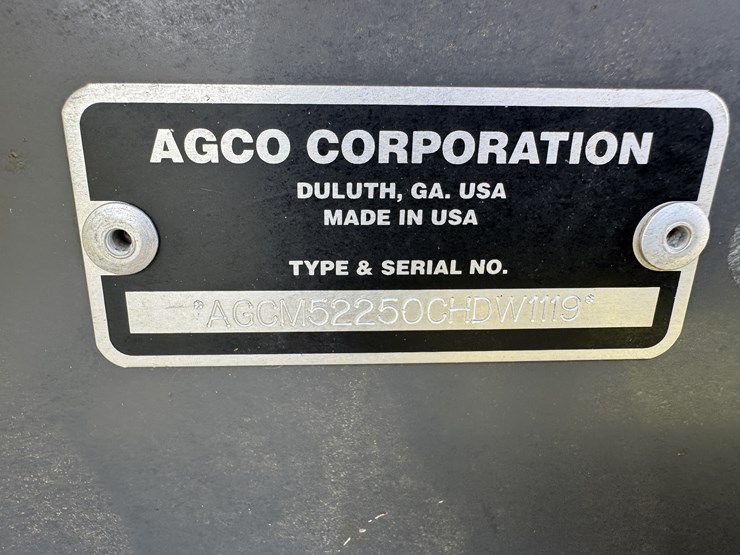 AGCO CORPORATION
DULUTH, GA. USA
MADE IN USA
TYPE & SERIAL NO.
*AGCM52250CHDW1119*